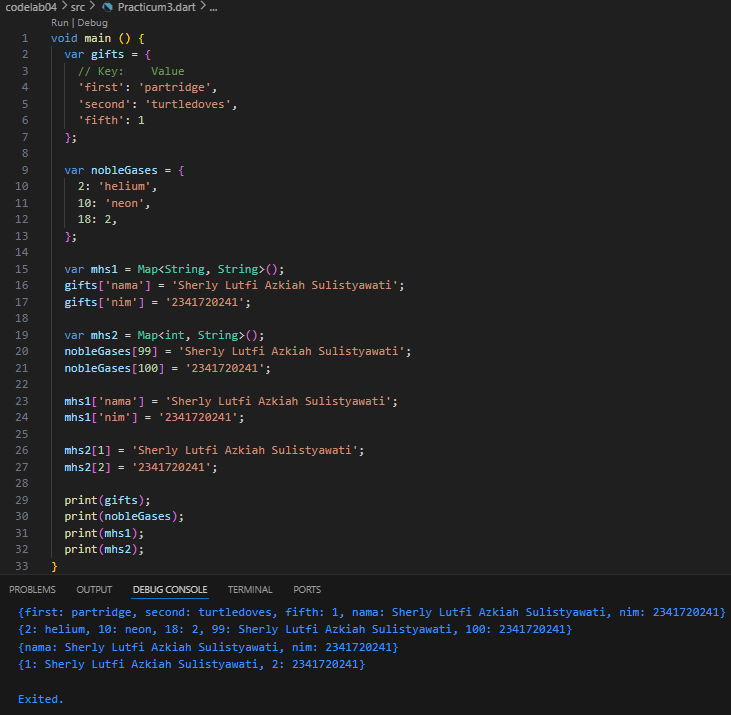 codelab04 > src > Practicum3.dart > ...
Run | Debug
1 void main () {
2   var gifts = {
3     // Key:    Value
4     'first': 'partridge',
5     'second': 'turtledoves',
6     'fifth': 1
7   };
8
9   var nobleGases = {
10     2: 'helium',
11     10: 'neon',
12     18: 2,
13   };
14
15   var mhs1 = Map<String, String>();
16   gifts['nama'] = 'Sherly Lutfi Azkiah Sulistyawati';
17   gifts['nim'] = '2341720241';
18
19   var mhs2 = Map<int, String>();
20   nobleGases[99] = 'Sherly Lutfi Azkiah Sulistyawati';
21   nobleGases[100] = '2341720241';
22
23   mhs1['nama'] = 'Sherly Lutfi Azkiah Sulistyawati';
24   mhs1['nim'] = '2341720241';
25
26   mhs2[1] = 'Sherly Lutfi Azkiah Sulistyawati';
27   mhs2[2] = '2341720241';
28
29   print(gifts);
30   print(nobleGases);
31   print(mhs1);
32   print(mhs2);
33 }
PROBLEMS OUTPUT DEBUG CONSOLE TERMINAL PORTS
{first: partridge, second: turtledoves, fifth: 1, nama: Sherly Lutfi Azkiah Sulistyawati, nim: 2341720241}
{2: helium, 10: neon, 18: 2, 99: Sherly Lutfi Azkiah Sulistyawati, 100: 2341720241}
{nama: Sherly Lutfi Azkiah Sulistyawati, nim: 2341720241}
{1: Sherly Lutfi Azkiah Sulistyawati, 2: 2341720241}
Exited.